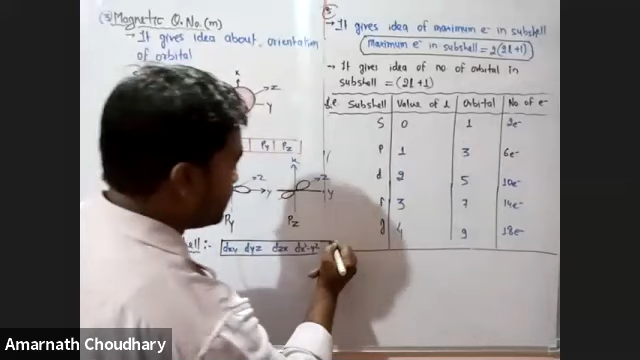 (3) Magnetic Q. No. (m)
→ It gives idea about orientation
of orbital
x
z
y
Py Pz
x
z
y
z
y
Py
Pz
:- dxy dyz dzx dx²-y²
→ It gives idea of maximum e⁻ in subshell
maximum e⁻ in subshell = 2(2l+1)
→ It gives idea of no of orbital in
subshell = (2l+1)
Subshell Value of l Orbital No of e⁻
S 0 1 2e⁻
P 1 3 6e⁻
d 2 5 10e⁻
f 3 7 14e⁻
g 4 9 18e⁻
Amarnath Choudhary